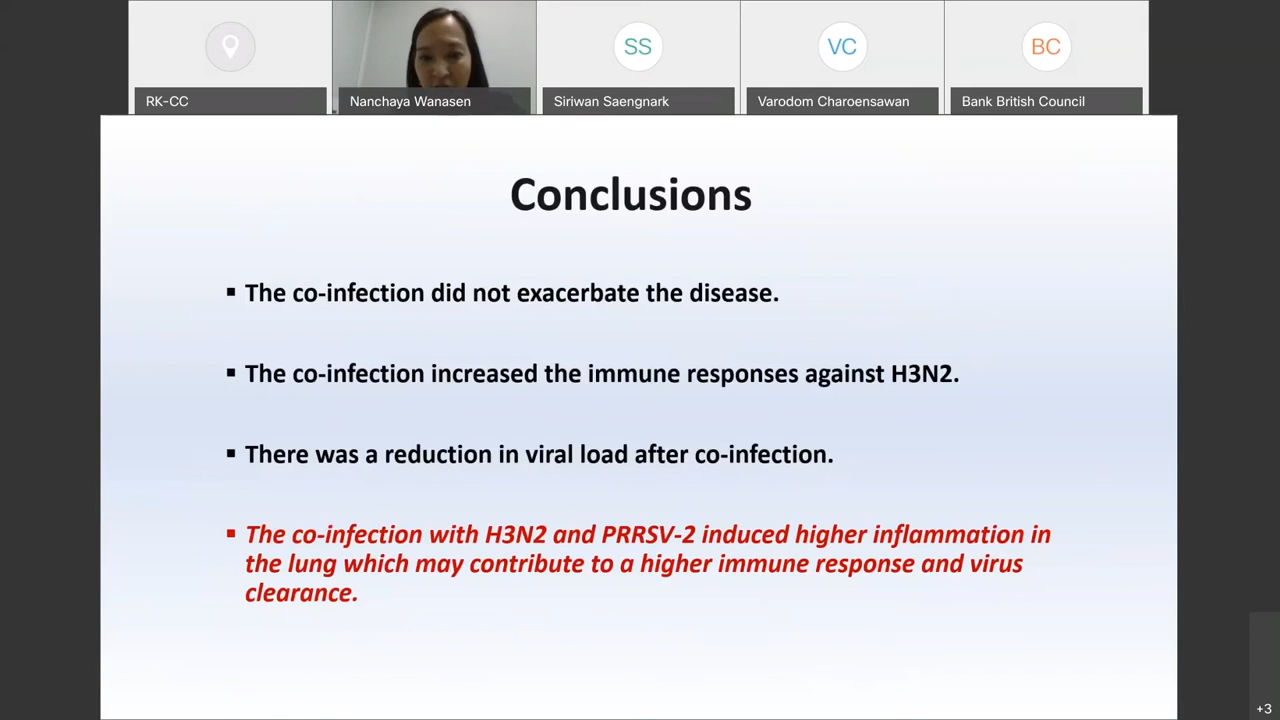 SS
VC
BC
RK-CC
Nanchaya Wanasen
Siriwan Saengnark
Varodom Charoensawan
Bank British Council
Conclusions
▪ The co-infection did not exacerbate the disease.
▪ The co-infection increased the immune responses against H3N2.
▪ There was a reduction in viral load after co-infection.
▪ The co-infection with H3N2 and PRRSV-2 induced higher inflammation in
the lung which may contribute to a higher immune response and virus
clearance.
+3